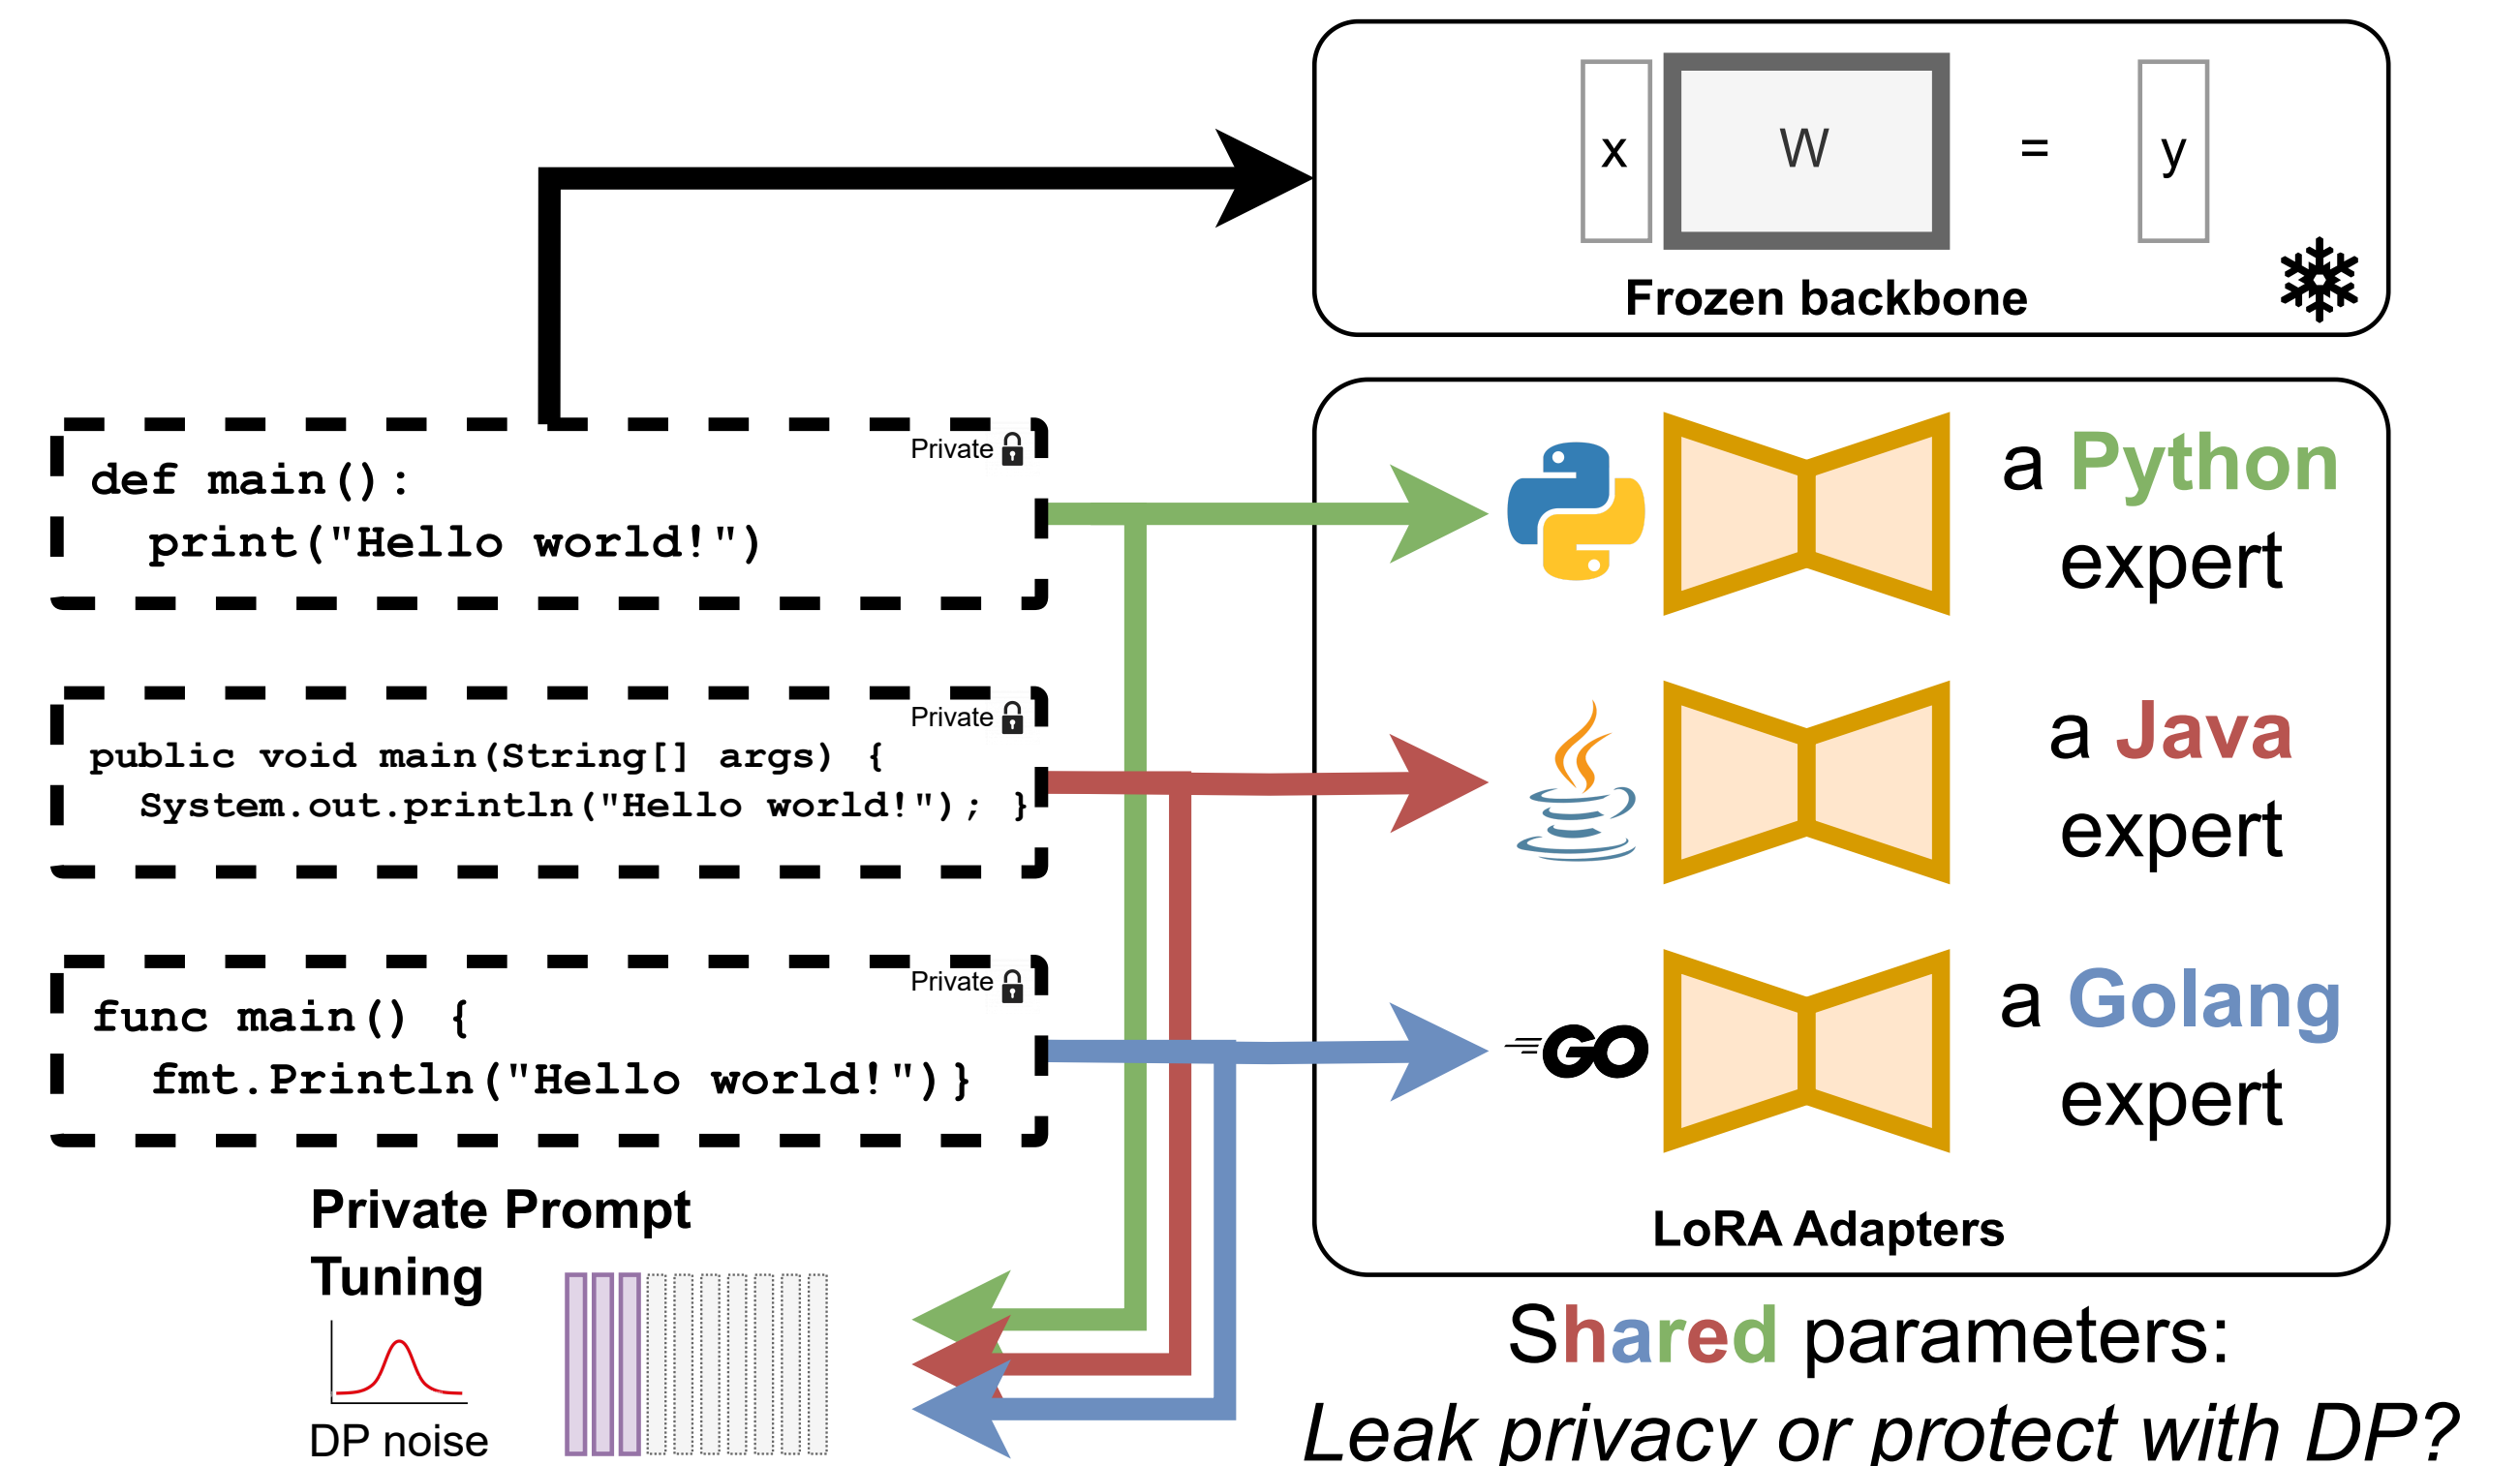 x W = y
Frozen backbone
Private
def main():
print("Hello world!")
Private
public void main(String[] args) {
System.out.println("Hello world!"); }
Private
func main() {
fmt.Println("Hello world!")}
a Python
expert
a Java
expert
GO
a Golang
expert
LoRA Adapters
Private Prompt
Tuning
DP noise
Shared parameters:
Leak privacy or protect with DP?